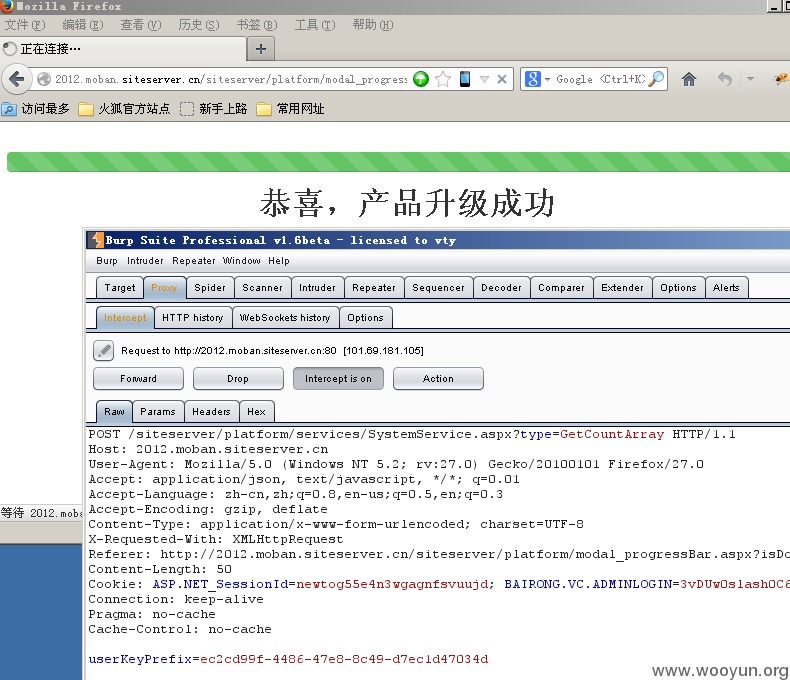 Mozilla Firefox
文件(F) 编辑(E) 查看(V) 历史(S) 书签(B) 工具(T) 帮助(H)
正在连接… +
2012.moban.siteserver.cn/siteserver/platform/modal_progress Google <Ctrl+K>
访问最多 火狐官方站点 新手上路 常用网址
恭喜，产品升级成功
Burp Suite Professional v1.6beta - licensed to vty
Burp Intruder Repeater Window Help
Target Proxy Spider Scanner Intruder Repeater Sequencer Decoder Comparer Extender Options Alerts
Intercept HTTP history WebSockets history Options
Request to http://2012.moban.siteserver.cn:80 [101.69.181.105]
Forward Drop Intercept is on Action
Raw Params Headers Hex
POST /siteserver/platform/services/SystemService.aspx?type=GetCountArray HTTP/1.1
Host: 2012.moban.siteserver.cn
User-Agent: Mozilla/5.0 (Windows NT 5.2; rv:27.0) Gecko/20100101 Firefox/27.0
Accept: application/json, text/javascript, */*; q=0.01
Accept-Language: zh-cn,zh;q=0.8,en-us;q=0.5,en;q=0.3
Accept-Encoding: gzip, deflate
Content-Type: application/x-www-form-urlencoded; charset=UTF-8
X-Requested-With: XMLHttpRequest
Referer: http://2012.moban.siteserver.cn/siteserver/platform/modal_progressBar.aspx?isDo
Content-Length: 50
等待 2012.moba
Cookie: ASP.NET_SessionId=newtog55e4n3wgagnfsvuujd; BAIRONG.VC.ADMINLOGIN=3vDUw0slash0C6
Connection: keep-alive
Pragma: no-cache
Cache-Control: no-cache
userKeyPrefix=ec2cd99f-4486-47e8-8c49-d7ec1d47034d
www.wooyun.org